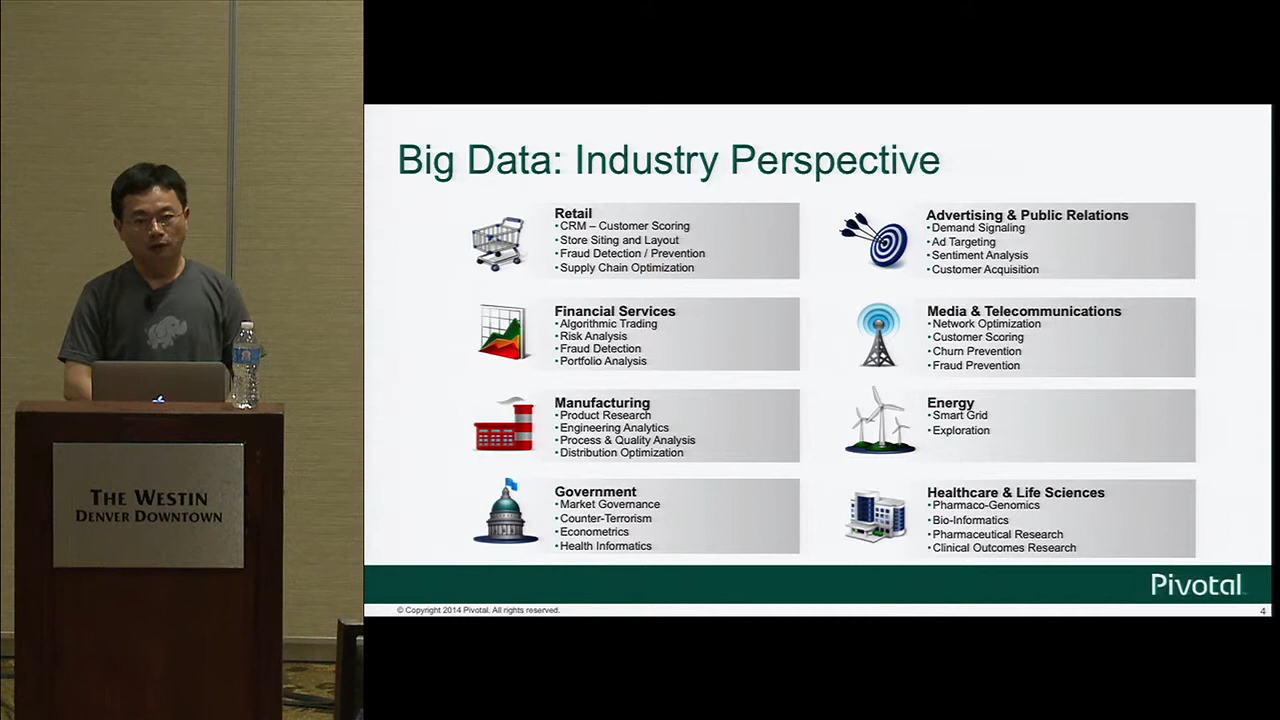 THE WESTIN
DENVER DOWNTOWN
Big Data: Industry Perspective
Retail
•CRM – Customer Scoring
•Store Siting and Layout
•Fraud Detection / Prevention
•Supply Chain Optimization
Financial Services
•Algorithmic Trading
•Risk Analysis
•Fraud Detection
•Portfolio Analysis
Manufacturing
•Product Research
•Engineering Analytics
•Process & Quality Analysis
•Distribution Optimization
Government
•Market Governance
•Counter-Terrorism
•Econometrics
•Health Informatics
Advertising & Public Relations
•Demand Signaling
•Ad Targeting
•Sentiment Analysis
•Customer Acquisition
Media & Telecommunications
•Network Optimization
•Customer Scoring
•Churn Prevention
•Fraud Prevention
Energy
•Smart Grid
•Exploration
Healthcare & Life Sciences
•Pharmaco-Genomics
•Bio-Informatics
•Pharmaceutical Research
•Clinical Outcomes Research
Pivotal
© Copyright 2014 Pivotal. All rights reserved.
4